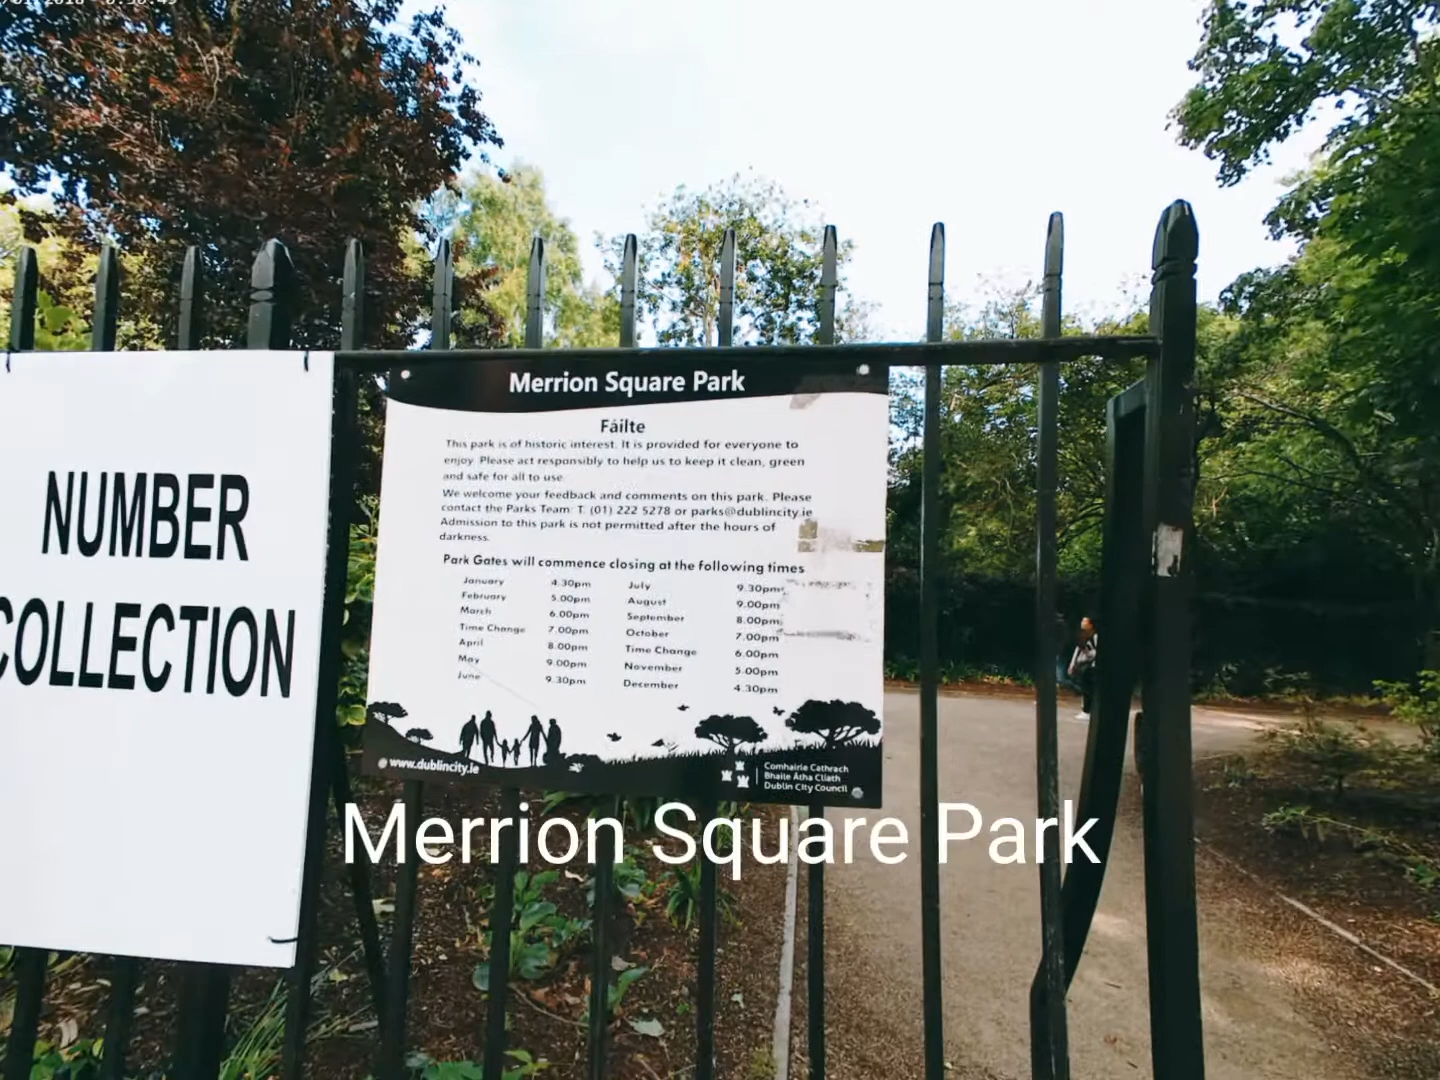 NUMBER
COLLECTION
Merrion Square Park
Fáilte
This park is of historic interest. It is provided for everyone to
enjoy. Please act responsibly to help us to keep it clean, green
and safe for all to use.
We welcome your feedback and comments on this park. Please
contact the Parks Team: T. (01) 222 5278 or parks@dublincity.ie
Admission to this park is not permitted after the hours of
darkness.
Park Gates will commence closing at the following times
January 4.30pm July 9.30pm
February 5.00pm August 9.00pm
March 6.00pm September 8.00pm
Time Change 7.00pm October 7.00pm
April 8.00pm Time Change 6.00pm
May 9.00pm November 5.00pm
June 9.30pm December 4.30pm
www.dublincity.ie
Comhairle Cathrach
Bhaile Átha Cliath
Dublin City Council
Merrion Square Park